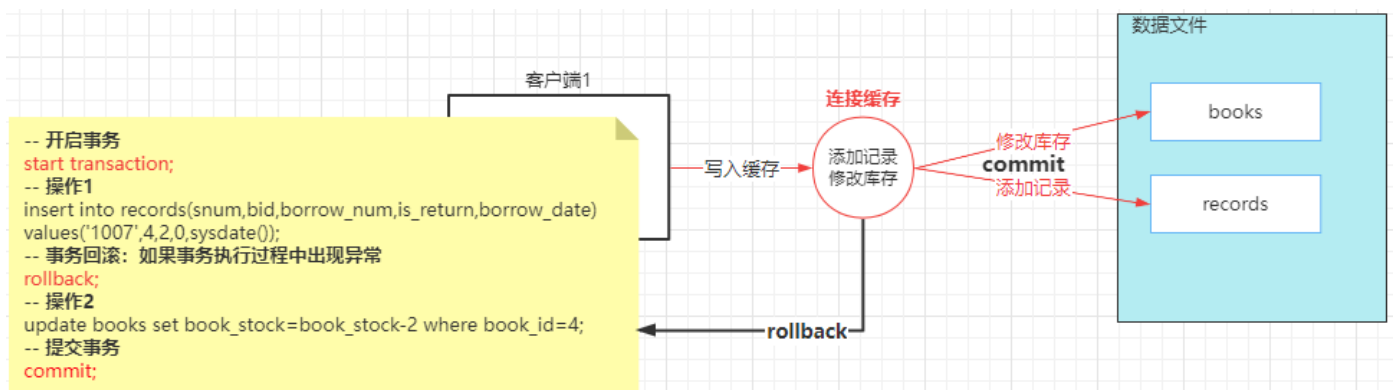 数据文件
客户端1
连接缓存
books
-- 开启事务
start transaction;
-- 操作1
insert into records(snum,bid,borrow_num,is_return,borrow_date)
values('1007',4,2,0,sysdate());
-- 事务回滚：如果事务执行过程中出现异常
rollback;
-- 操作2
update books set book_stock=book_stock-2 where book_id=4;
-- 提交事务
commit;
写入缓存
添加记录
修改库存
修改库存
commit
添加记录
records
rollback